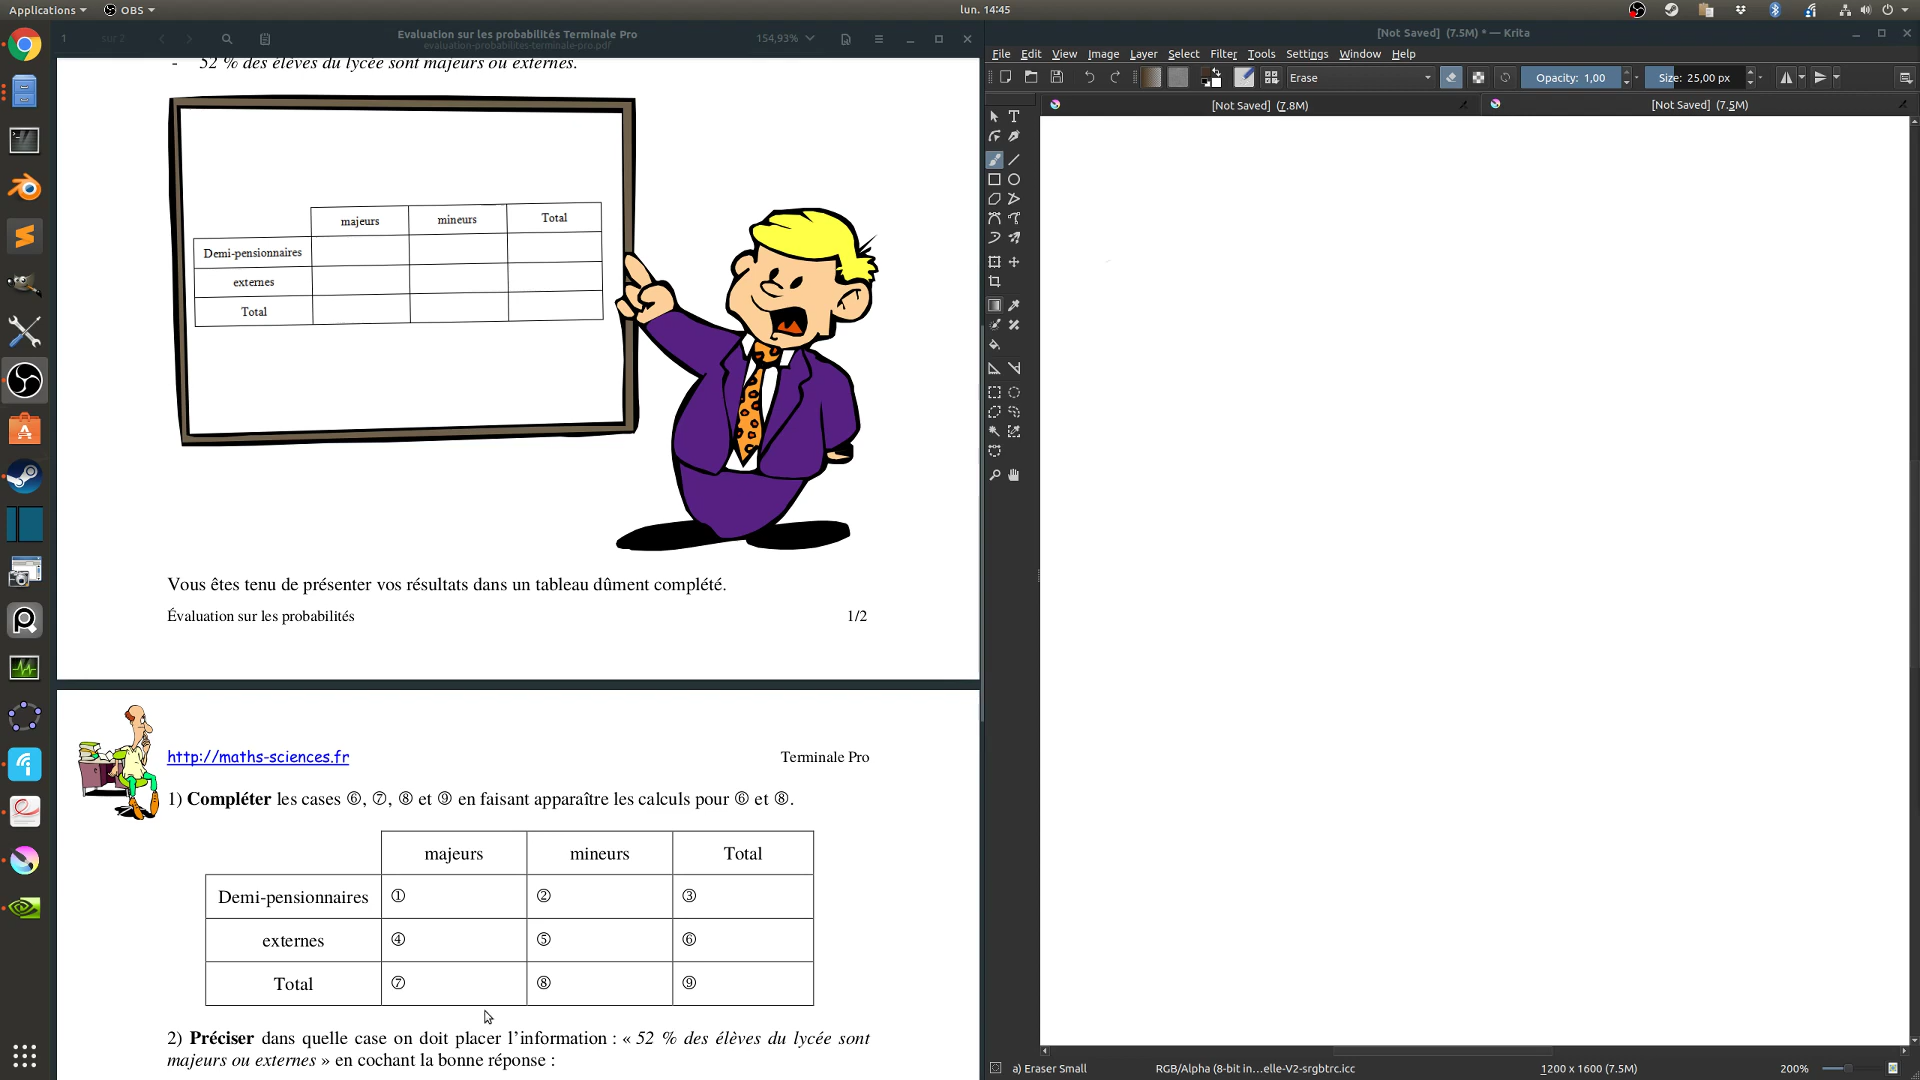 Applications
OBS
lun. 14:45
1
sur 2
Evaluation sur les probabilités Terminale Pro
evaluation-probabilites-terminale-pro.pdf
154,93%
- 52 % des élèves du lycée sont majeurs ou externes.
majeurs mineurs Total
Demi-pensionnaires
externes
Total
Vous êtes tenu de présenter vos résultats dans un tableau dûment complété.
Évaluation sur les probabilités 1/2
http://maths-sciences.fr Terminale Pro
1) Compléter les cases ⑥, ⑦, ⑧ et ⑨ en faisant apparaître les calculs pour ⑥ et ⑧.
majeurs mineurs Total
Demi-pensionnaires ① ② ③
externes ④ ⑤ ⑥
Total ⑦ ⑧ ⑨
2) Préciser dans quelle case on doit placer l’information : « 52 % des élèves du lycée sont
majeurs ou externes » en cochant la bonne réponse :
[Not Saved] (7.5M) * — Krita
File Edit View Image Layer Select Filter Tools Settings Window Help
Erase
Opacity: 1,00
Size: 25,00 px
[Not Saved] (7.8M)
[Not Saved] (7.5M)
a) Eraser Small
RGB/Alpha (8-bit in...elle-V2-srgbtrc.icc
1200 x 1600 (7.5M)
200%